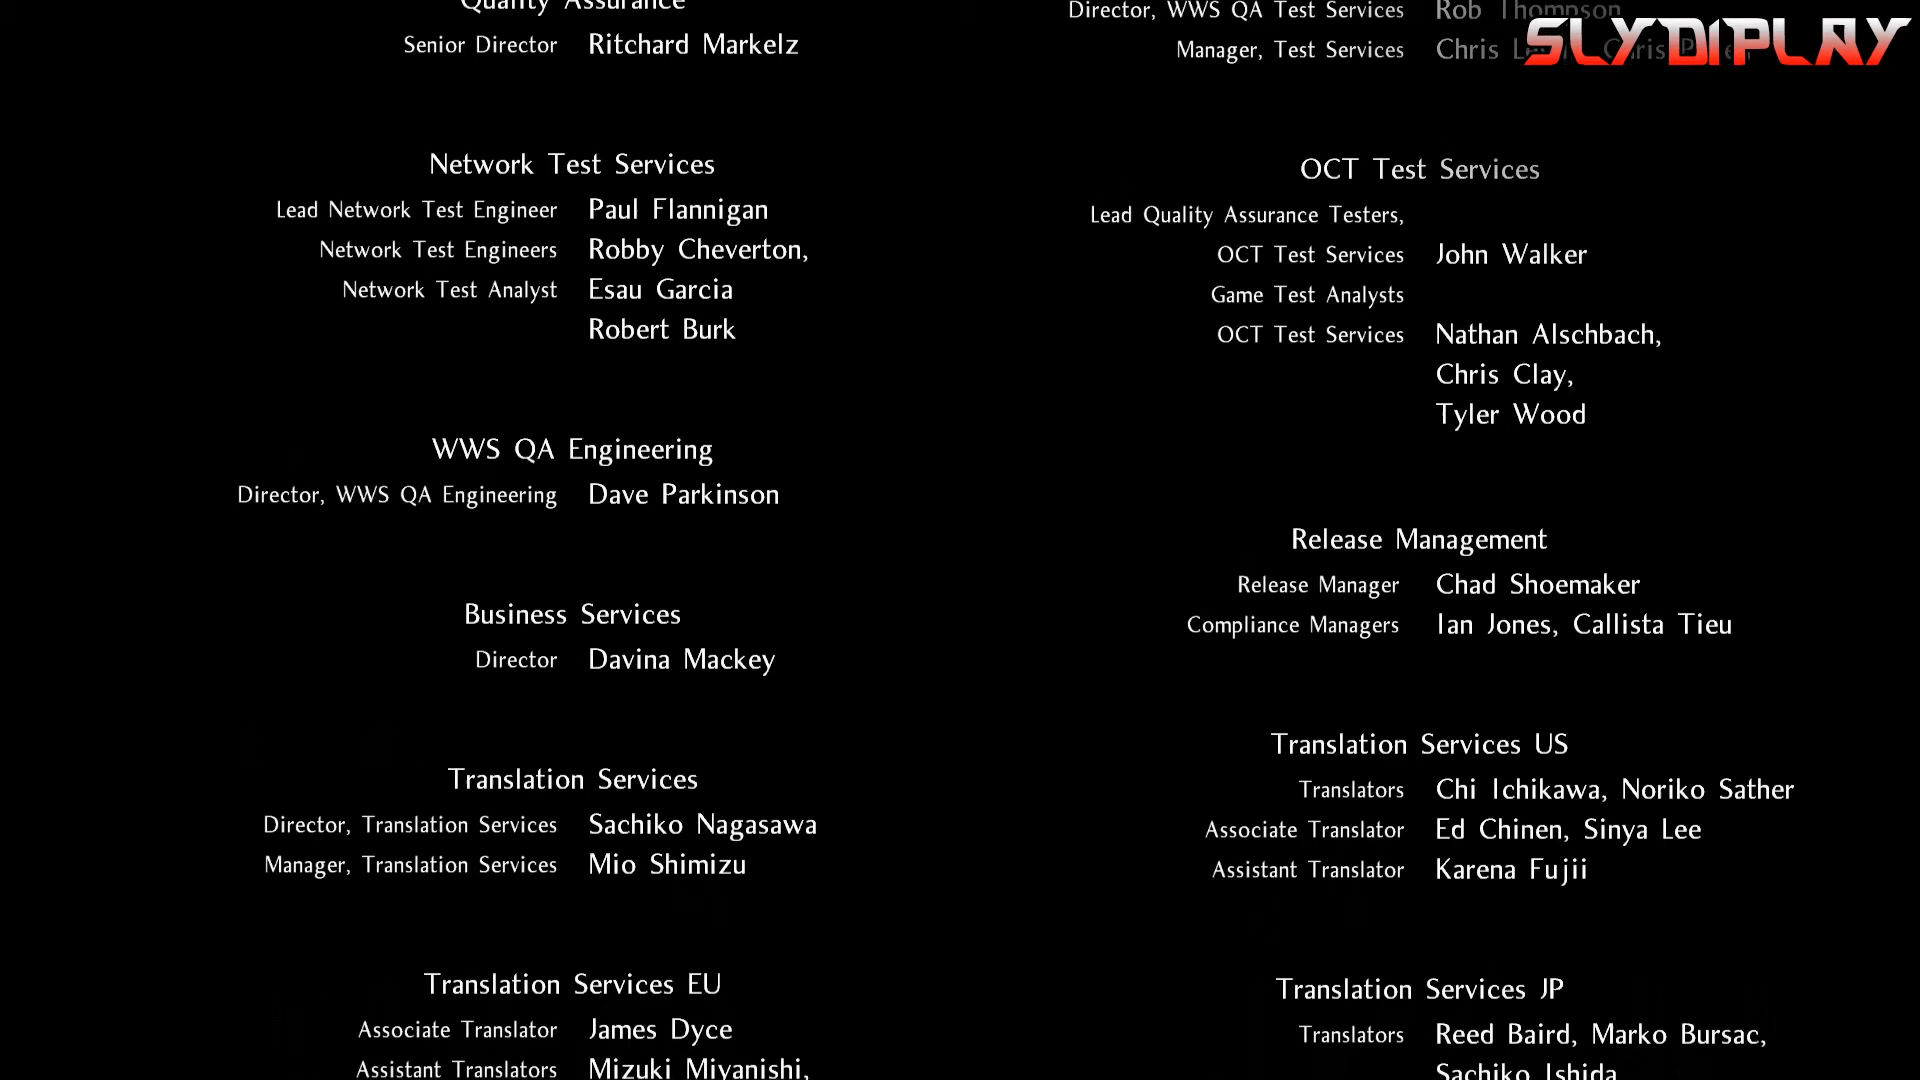 Quality Assurance
Senior Director Ritchard Markelz
Network Test Services
Lead Network Test Engineer Paul Flannigan
Network Test Engineers Robby Cheverton,
Network Test Analyst Esau Garcia
Robert Burk
WWS QA Engineering
Director, WWS QA Engineering Dave Parkinson
Business Services
Director Davina Mackey
Translation Services
Director, Translation Services Sachiko Nagasawa
Manager, Translation Services Mio Shimizu
Translation Services EU
Associate Translator James Dyce
Assistant Translators Mizuki Miyanishi,
Director, WWS QA Test Services Rob Thompson
Manager, Test Services Chris
SLYDIPLAY
OCT Test Services
Lead Quality Assurance Testers,
OCT Test Services John Walker
Game Test Analysts
OCT Test Services Nathan Alschbach,
Chris Clay,
Tyler Wood
Release Management
Release Manager Chad Shoemaker
Compliance Managers Ian Jones, Callista Tieu
Translation Services US
Translators Chi Ichikawa, Noriko Sather
Associate Translator Ed Chinen, Sinya Lee
Assistant Translator Karena Fujii
Translation Services JP
Translators Reed Baird, Marko Bursac,
Sachiko Ishida